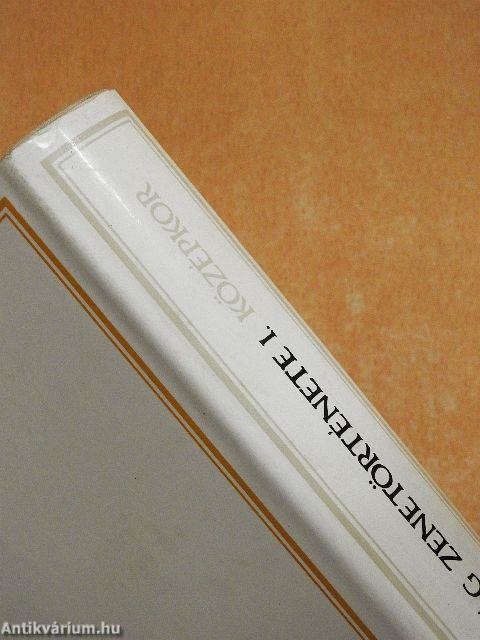 ZENETÖRTÉNETE I. KÖZÉPKOR
Antikvárium.hu